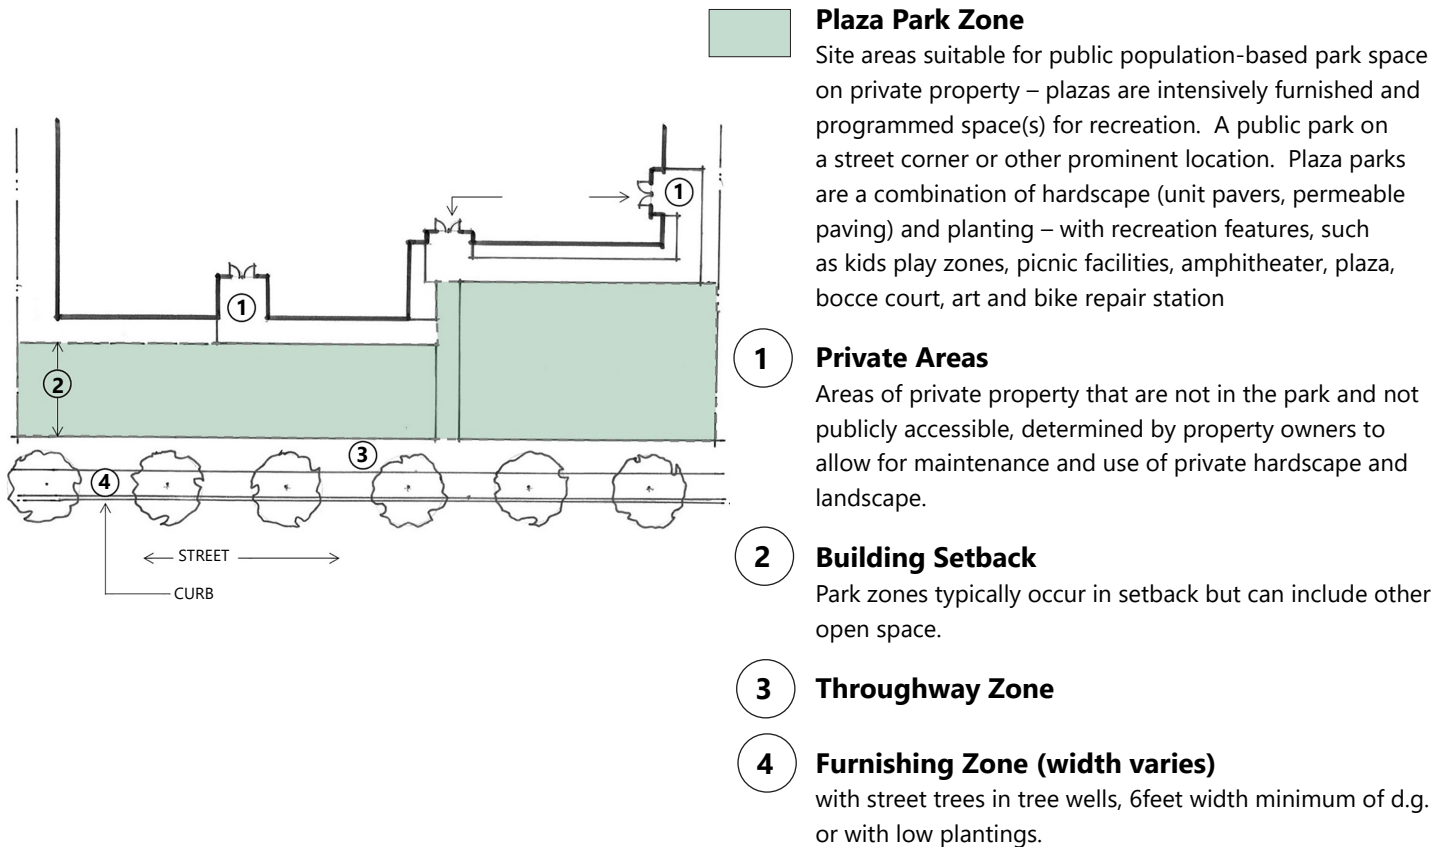 Plaza Park Zone
Site areas suitable for public population-based park space
on private property – plazas are intensively furnished and
programmed space(s) for recreation.  A public park on
a street corner or other prominent location.  Plaza parks
are a combination of hardscape (unit pavers, permeable
paving) and planting – with recreation features, such
as kids play zones, picnic facilities, amphitheater, plaza,
bocce court, art and bike repair station
1
Private Areas
Areas of private property that are not in the park and not
publicly accessible, determined by property owners to
allow for maintenance and use of private hardscape and
landscape.
2
Building Setback
Park zones typically occur in setback but can include other
open space.
3
Throughway Zone
4
Furnishing Zone (width varies)
with street trees in tree wells, 6feet width minimum of d.g.
or with low plantings.
1
1
2
3
4
STREET
CURB